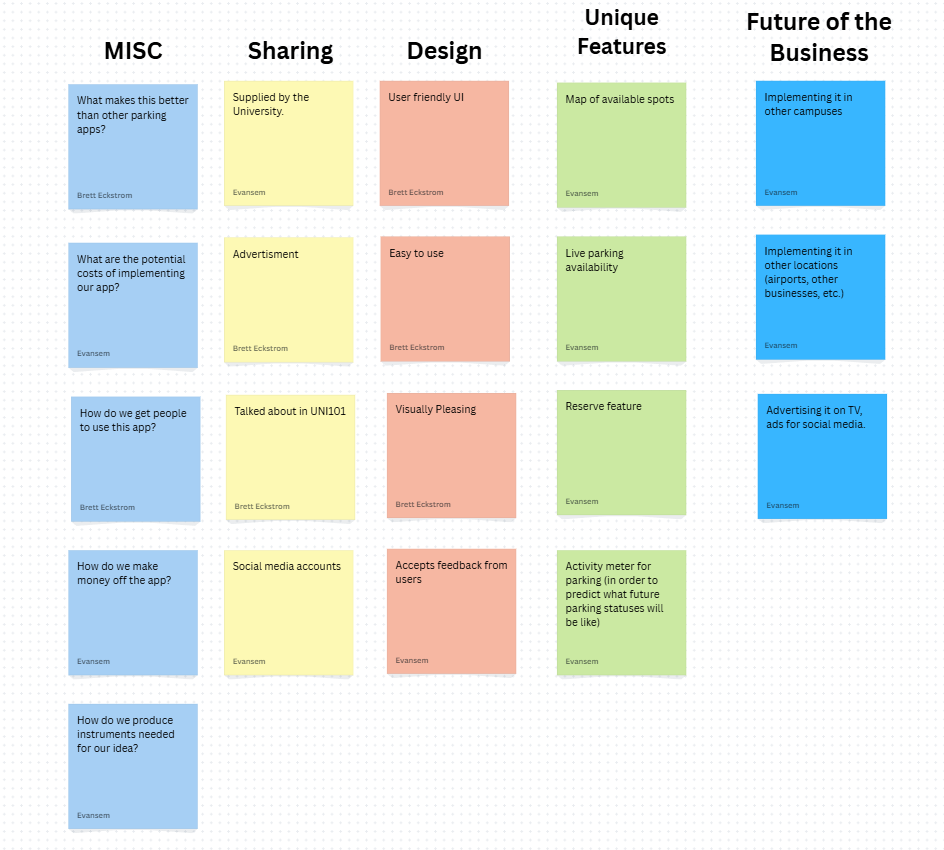 MISC
What makes this better
than other parking
apps?
Brett Eckstrom
What are the potential
costs of implementing
our app?
Evansem
How do we get people
to use this app?
Brett Eckstrom
How do we make
money off the app?
Evansem
How do we produce
instruments needed
for our idea?
Evansem
Sharing
Supplied by the
University.
Evansem
Advertisment
Brett Eckstrom
Talked about in UNI101
Brett Eckstrom
Social media accounts
Evansem
Design
User friendly UI
Brett Eckstrom
Easy to use
Brett Eckstrom
Visually Pleasing
Brett Eckstrom
Accepts feedback from
users
Evansem
Unique
Features
Map of available spots
Evansem
Live parking
availability
Evansem
Reserve feature
Evansem
Activity meter for
parking (in order to
predict what future
parking statuses will
be like)
Evansem
Future of the
Business
Implementing it in
other campuses
Evansem
Implementing it in
other locations
(airports, other
businesses, etc.)
Evansem
Advertising it on TV,
ads for social media.
Evansem